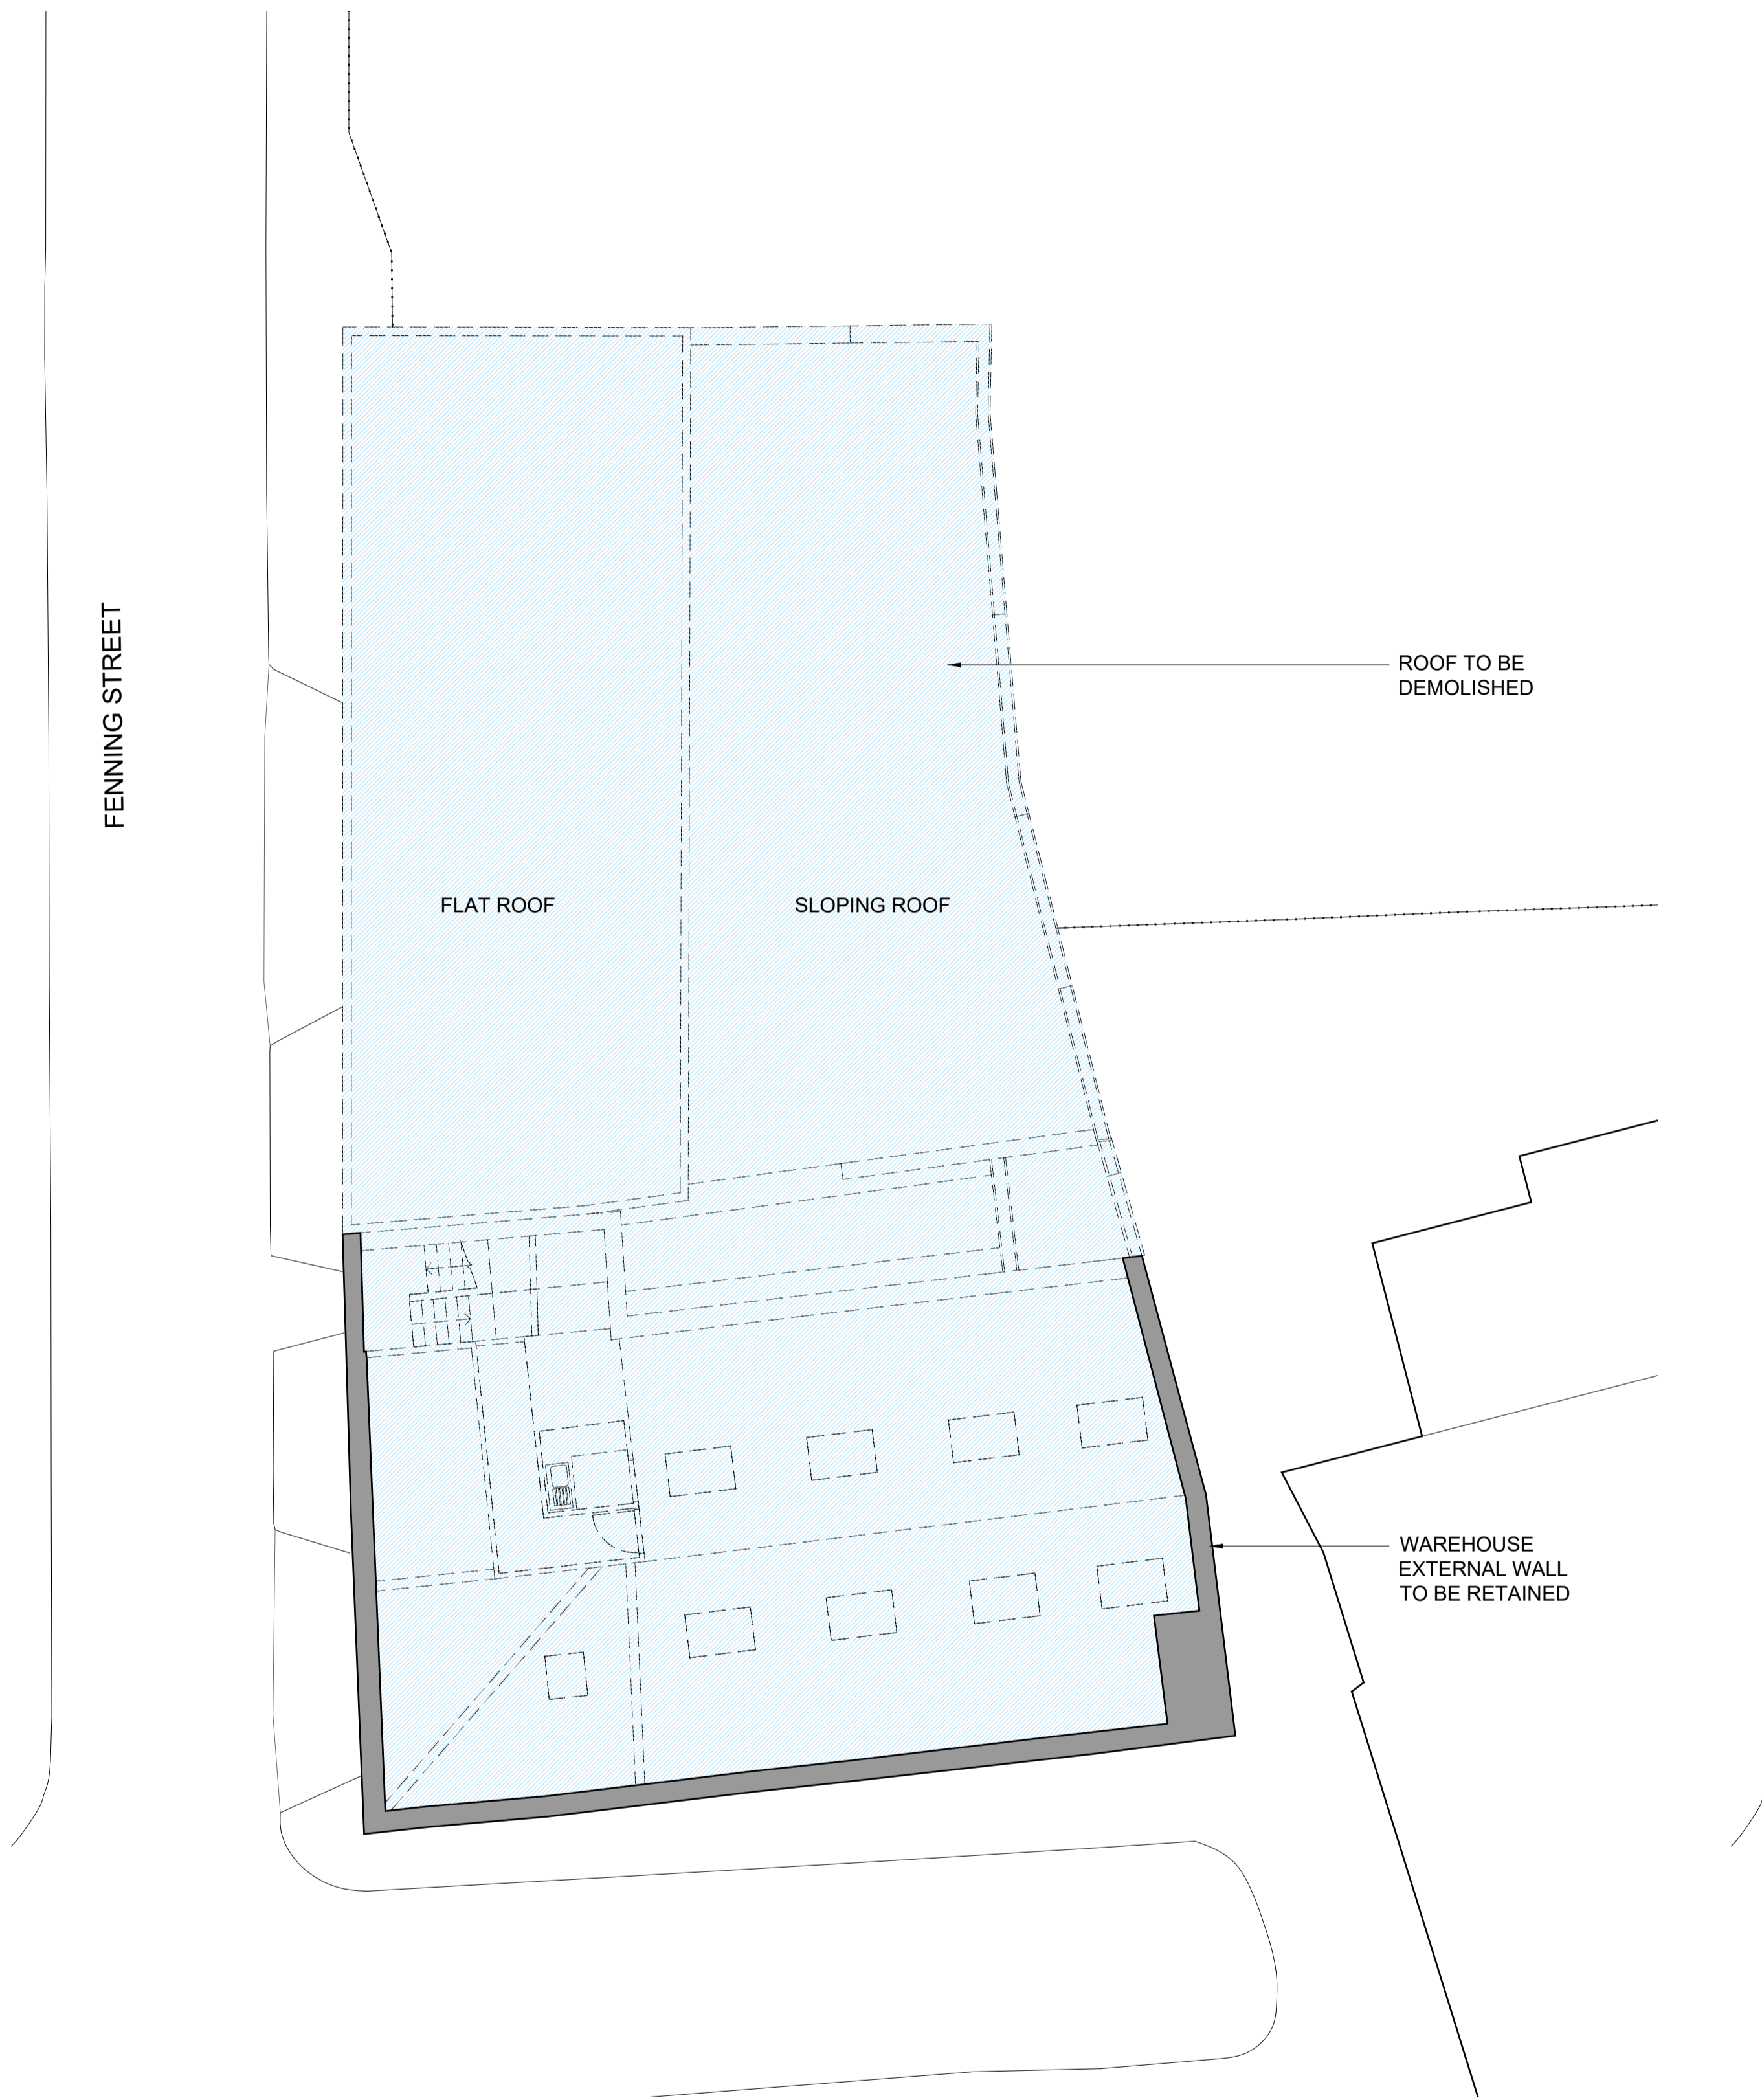 FENNING STREET
ROOF TO BE
DEMOLISHED
FLAT ROOF
SLOPING ROOF
WAREHOUSE
EXTERNAL WALL
TO BE RETAINED